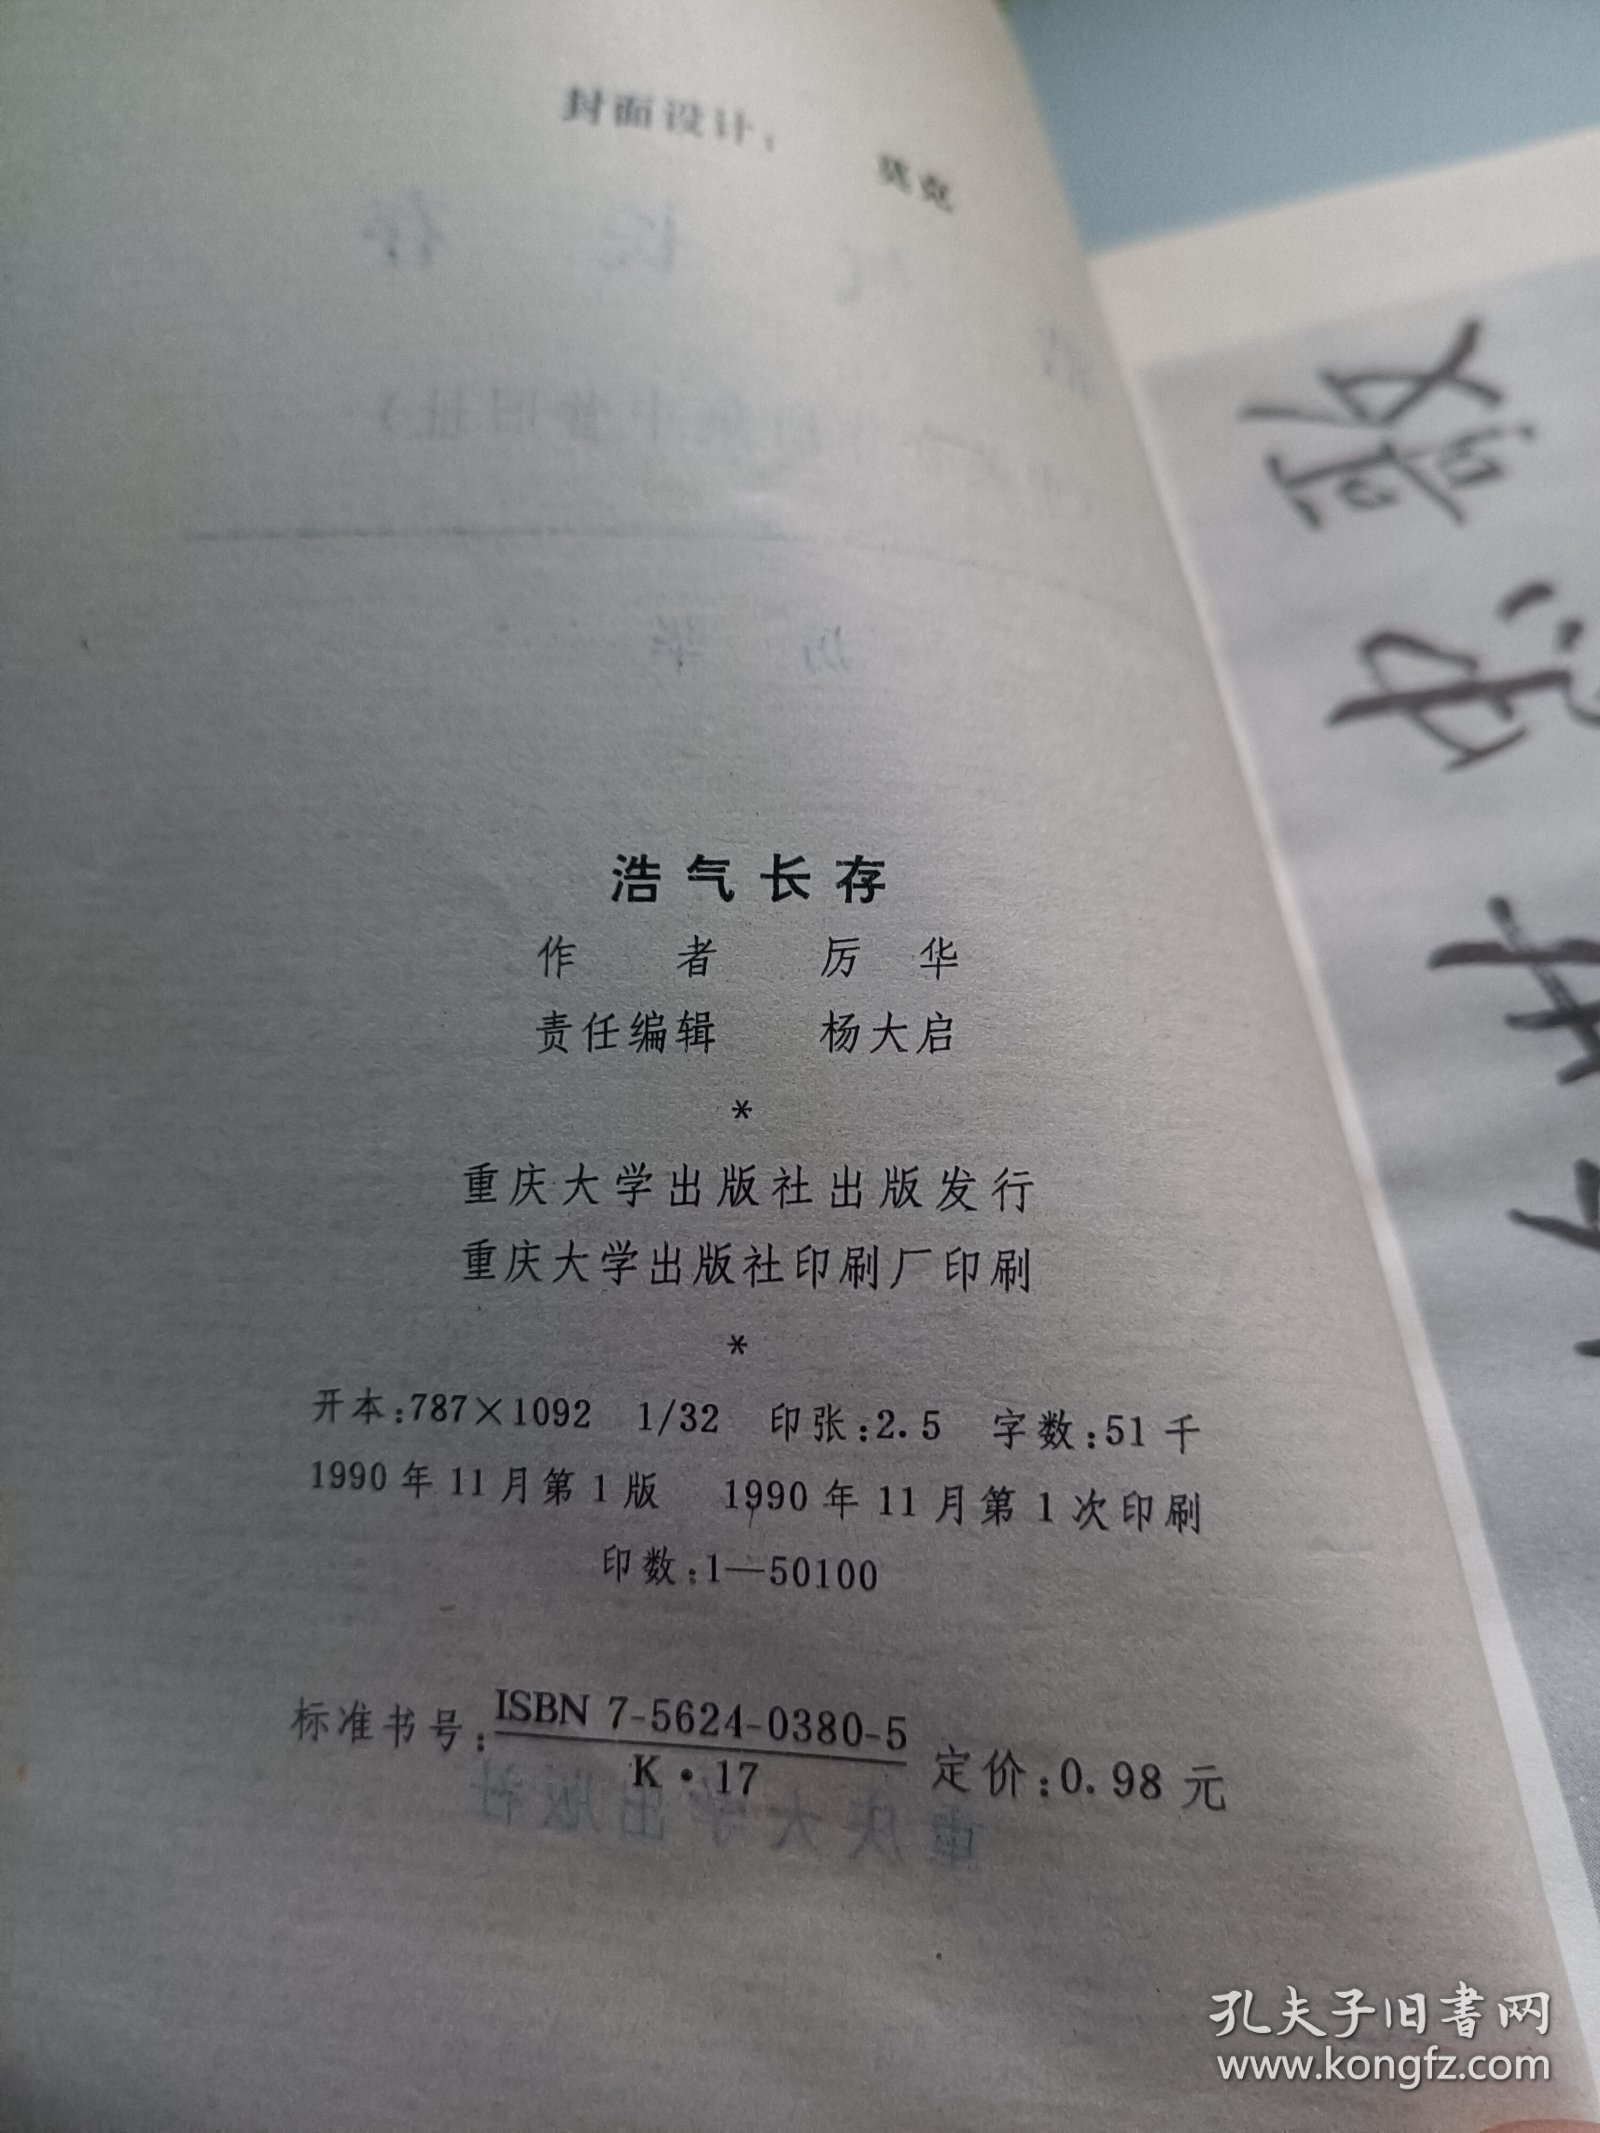 封面设计：　莫克
浩气长存
作　者　厉　华
责任编辑　杨大启
*
重庆大学出版社出版发行
重庆大学出版社印刷厂印刷
*
开本:787×1092　1/32　印张:2.5　字数:51千
1990年11月第1版　1990年11月第1次印刷
印数:1—50100
标准书号: ISBN 7-5624-0380-5 定价:0.98元
K·17
孔夫子旧书网
www.kongfz.com